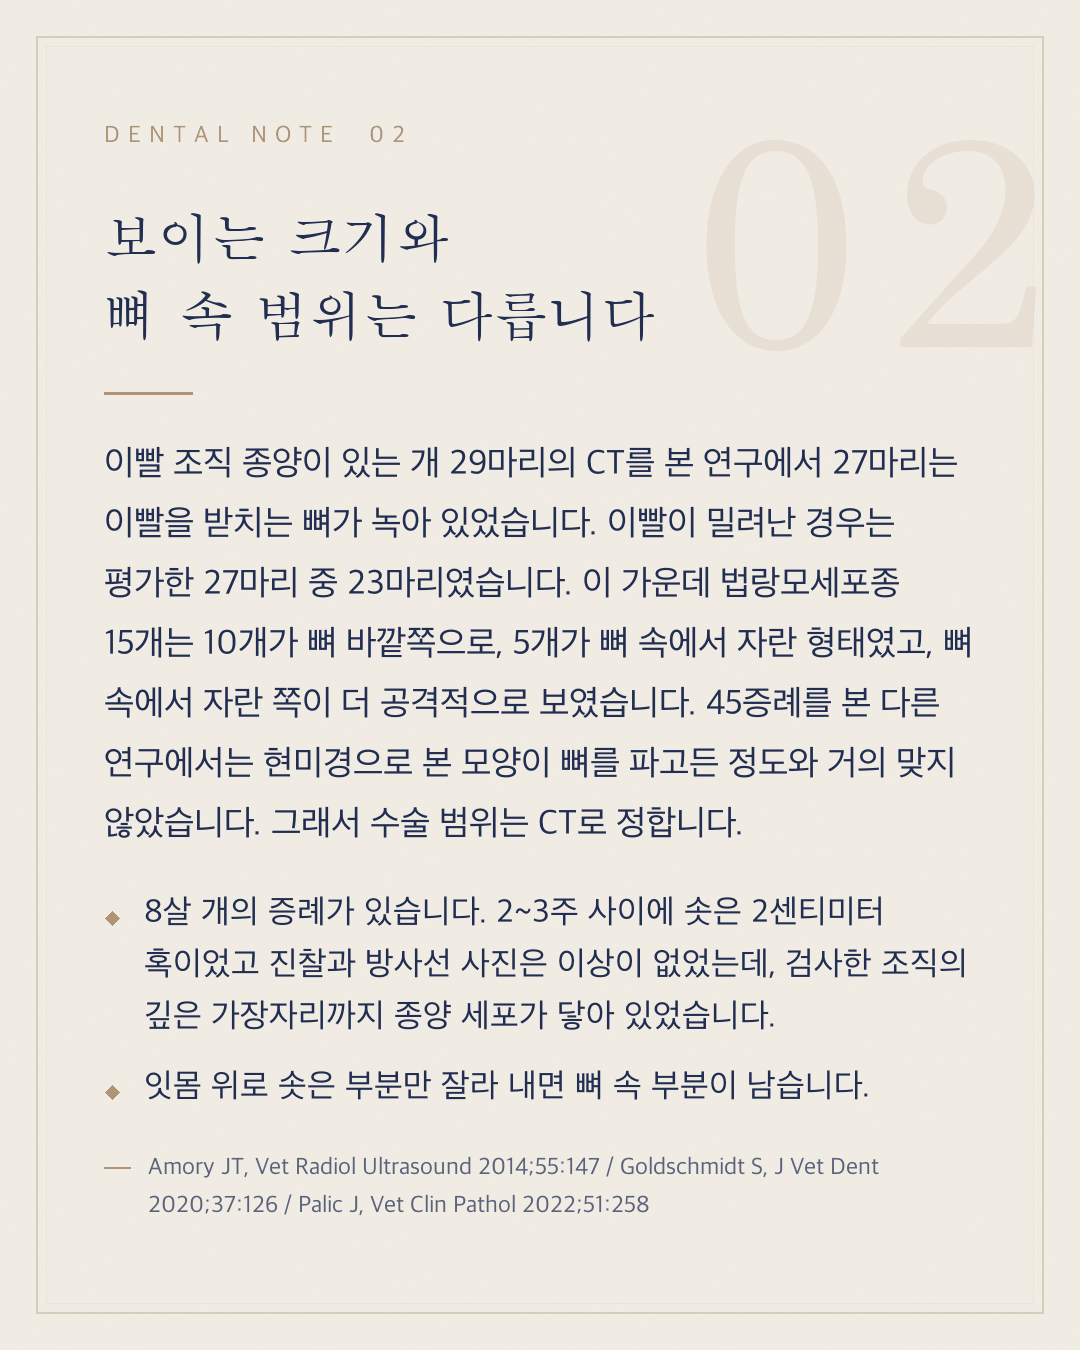 DENTAL NOTE 02
02
보이는 크기와
뼈 속 범위는 다릅니다
이빨 조직 종양이 있는 개 29마리의 CT를 본 연구에서 27마리는
이빨을 받치는 뼈가 녹아 있었습니다. 이빨이 밀려난 경우는
평가한 27마리 중 23마리였습니다. 이 가운데 법랑모세포종
15개는 10개가 뼈 바깥쪽으로, 5개가 뼈 속에서 자란 형태였고, 뼈
속에서 자란 쪽이 더 공격적으로 보였습니다. 45증례를 본 다른
연구에서는 현미경으로 본 모양이 뼈를 파고든 정도와 거의 맞지
않았습니다. 그래서 수술 범위는 CT로 정합니다.
◆ 8살 개의 증례가 있습니다. 2~3주 사이에 솟은 2센티미터
혹이었고 진찰과 방사선 사진은 이상이 없었는데, 검사한 조직의
깊은 가장자리까지 종양 세포가 닿아 있었습니다.
◆ 잇몸 위로 솟은 부분만 잘라 내면 뼈 속 부분이 남습니다.
— Amory JT, Vet Radiol Ultrasound 2014;55:147 / Goldschmidt S, J Vet Dent
2020;37:126 / Palic J, Vet Clin Pathol 2022;51:258